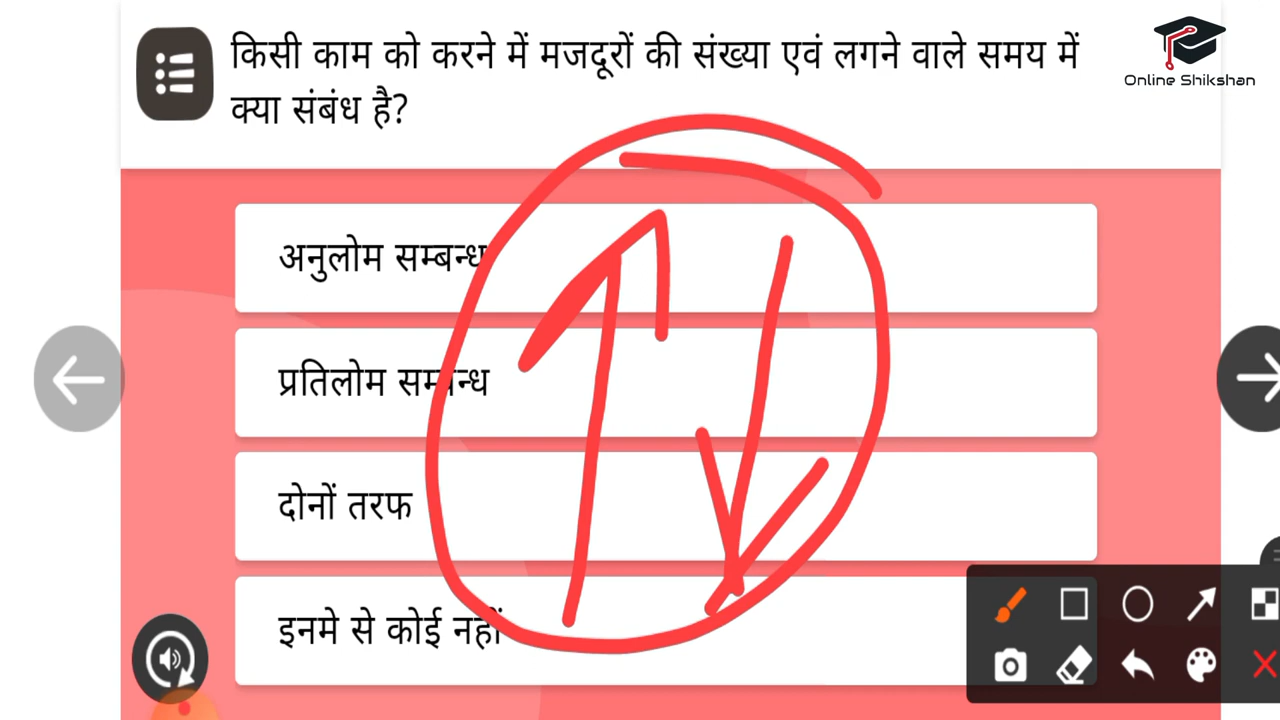 किसी काम को करने में मजदूरों की संख्या एवं लगने वाले समय में
क्या संबंध है?
Online Shikshan
अनुलोम सम्बन्ध
प्रतिलोम सम्बन्ध
दोनों तरफ
इनमे से कोई नहीं